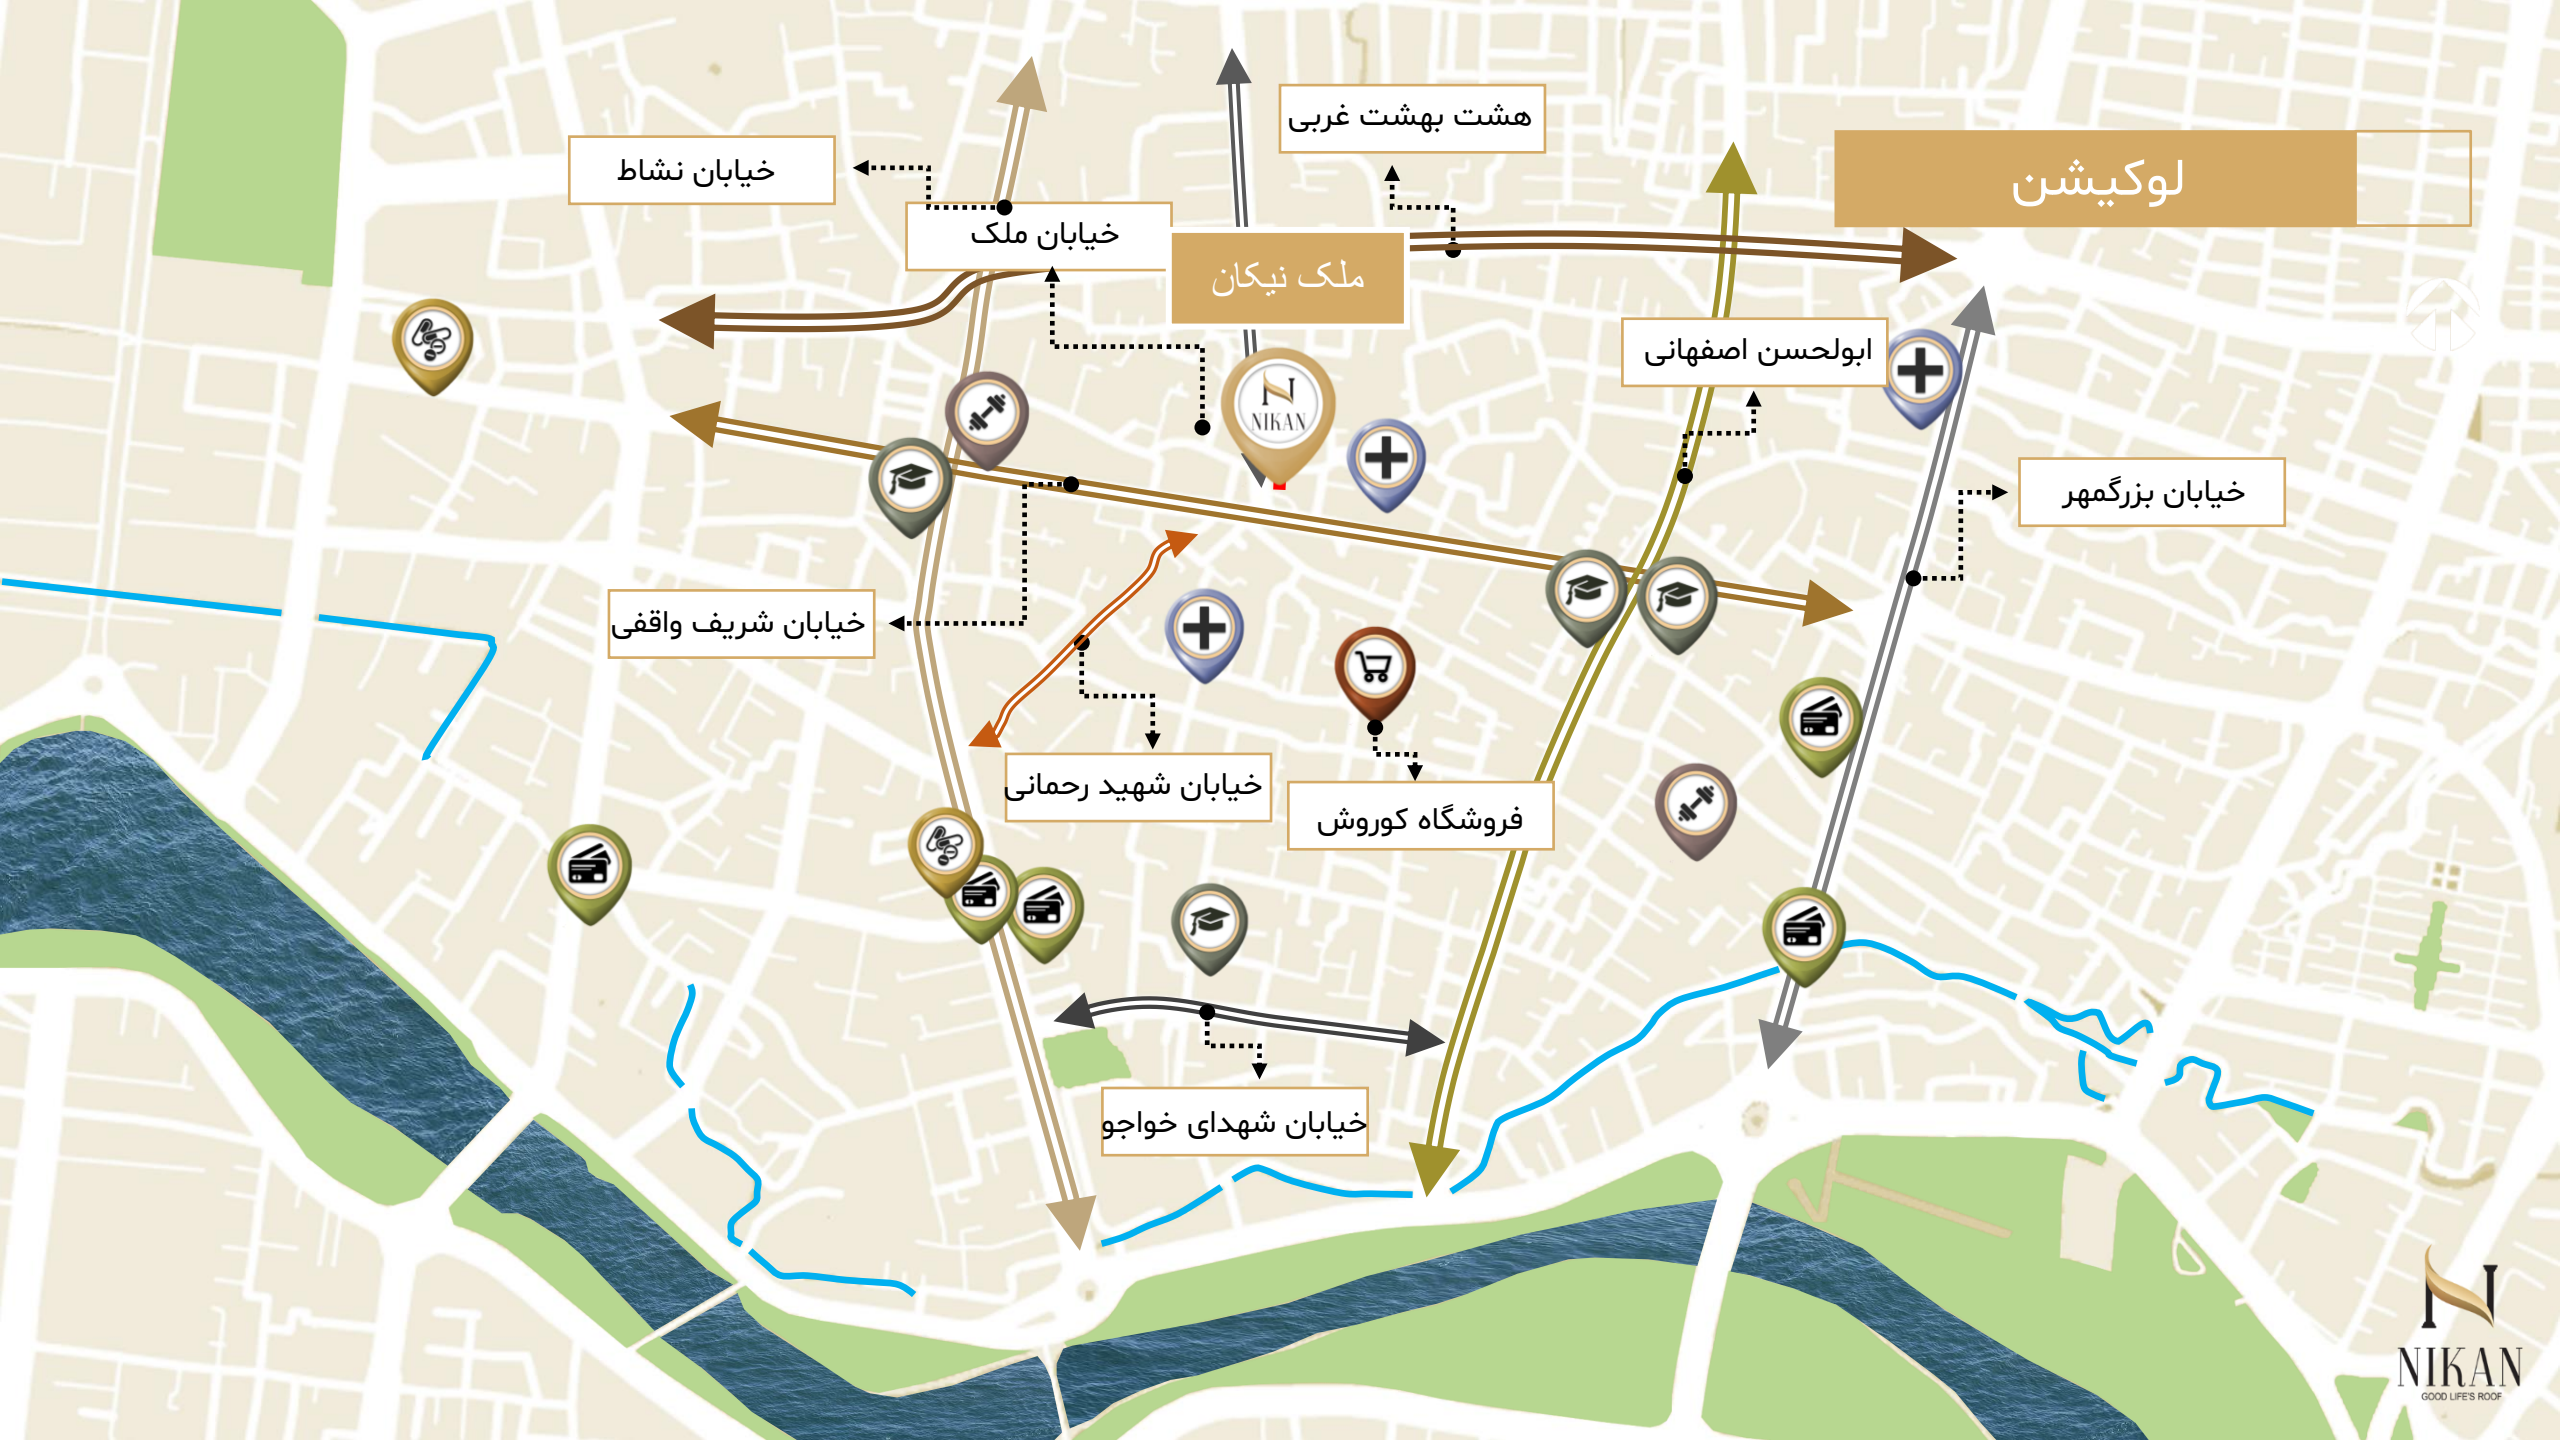 لوکیشن
هشت بهشت غربی
خیابان نشاط
خیابان ملک
ملک نیکان
ابولحسن اصفهانی
NIKAN
خیابان بزرگمهر
خیابان شریف واقفی
خیابان شهید رحمانی
فروشگاه کوروش
خیابان شهدای خواجو
NIKAN
GOOD LIFE'S ROOF